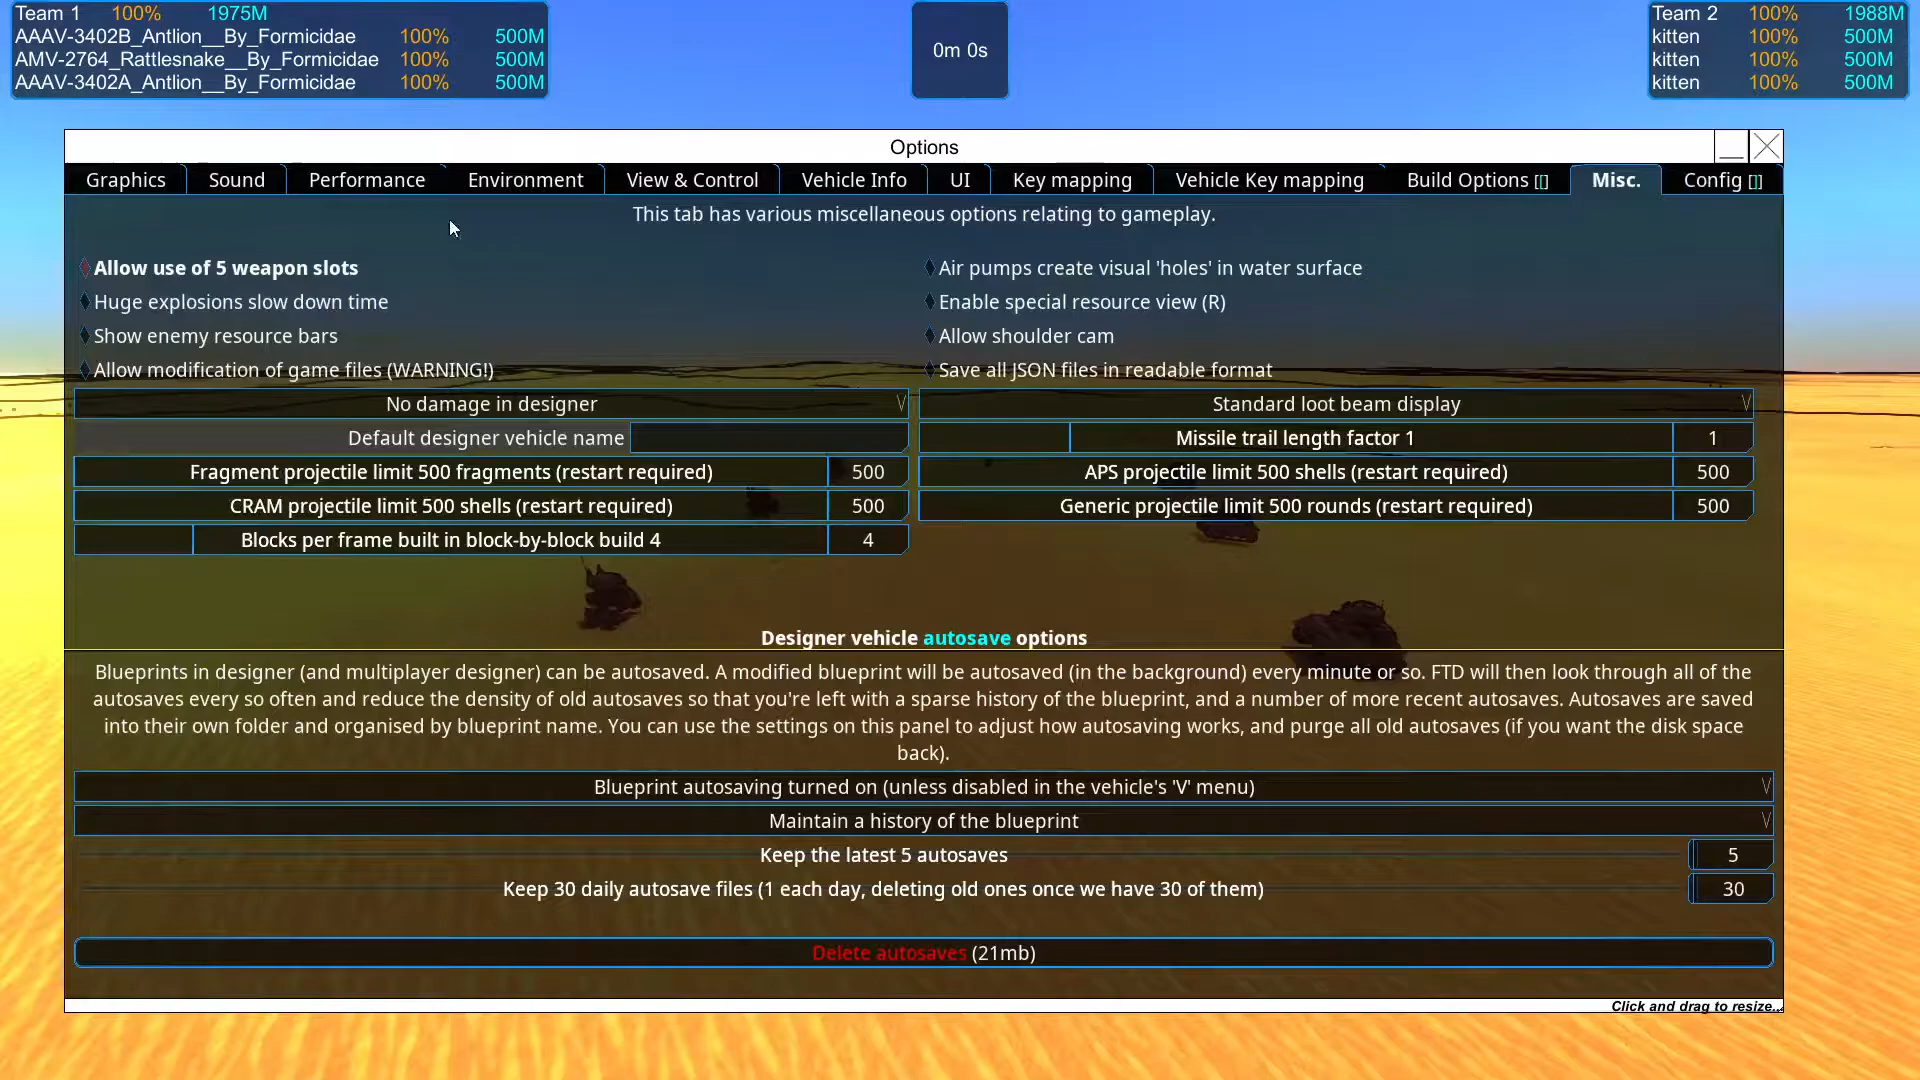 Team 1 100% 1975M
AAAV-3402B_Antlion__By_Formicidae 100% 500M
AMV-2764_Rattlesnake__By_Formicidae 100% 500M
AAAV-3402A_Antlion__By_Formicidae 100% 500M
0m 0s
Team 2 100% 1988M
kitten 100% 500M
kitten 100% 500M
kitten 100% 500M
Options
Graphics Sound Performance Environment View & Control Vehicle Info UI Key mapping Vehicle Key mapping Build Options [[]] Misc. Config []]
This tab has various miscellaneous options relating to gameplay.
Allow use of 5 weapon slots
Air pumps create visual 'holes' in water surface
Huge explosions slow down time
Enable special resource view (R)
Show enemy resource bars
Allow shoulder cam
Allow modification of game files (WARNING!)
Save all JSON files in readable format
No damage in designer
Standard loot beam display
Default designer vehicle name
Missile trail length factor 1 1
Fragment projectile limit 500 fragments (restart required) 500
APS projectile limit 500 shells (restart required) 500
CRAM projectile limit 500 shells (restart required) 500
Generic projectile limit 500 rounds (restart required) 500
Blocks per frame built in block-by-block build 4 4
Designer vehicle autosave options
Blueprints in designer (and multiplayer designer) can be autosaved. A modified blueprint will be autosaved (in the background) every minute or so. FTD will then look through all of the
autosaves every so often and reduce the density of old autosaves so that you're left with a sparse history of the blueprint, and a number of more recent autosaves. Autosaves are saved
into their own folder and organised by blueprint name. You can use the settings on this panel to adjust how autosaving works, and purge all old autosaves (if you want the disk space
back).
Blueprint autosaving turned on (unless disabled in the vehicle's 'V' menu)
Maintain a history of the blueprint
Keep the latest 5 autosaves 5
Keep 30 daily autosave files (1 each day, deleting old ones once we have 30 of them) 30
Delete autosaves (21mb)
Click and drag to resize...